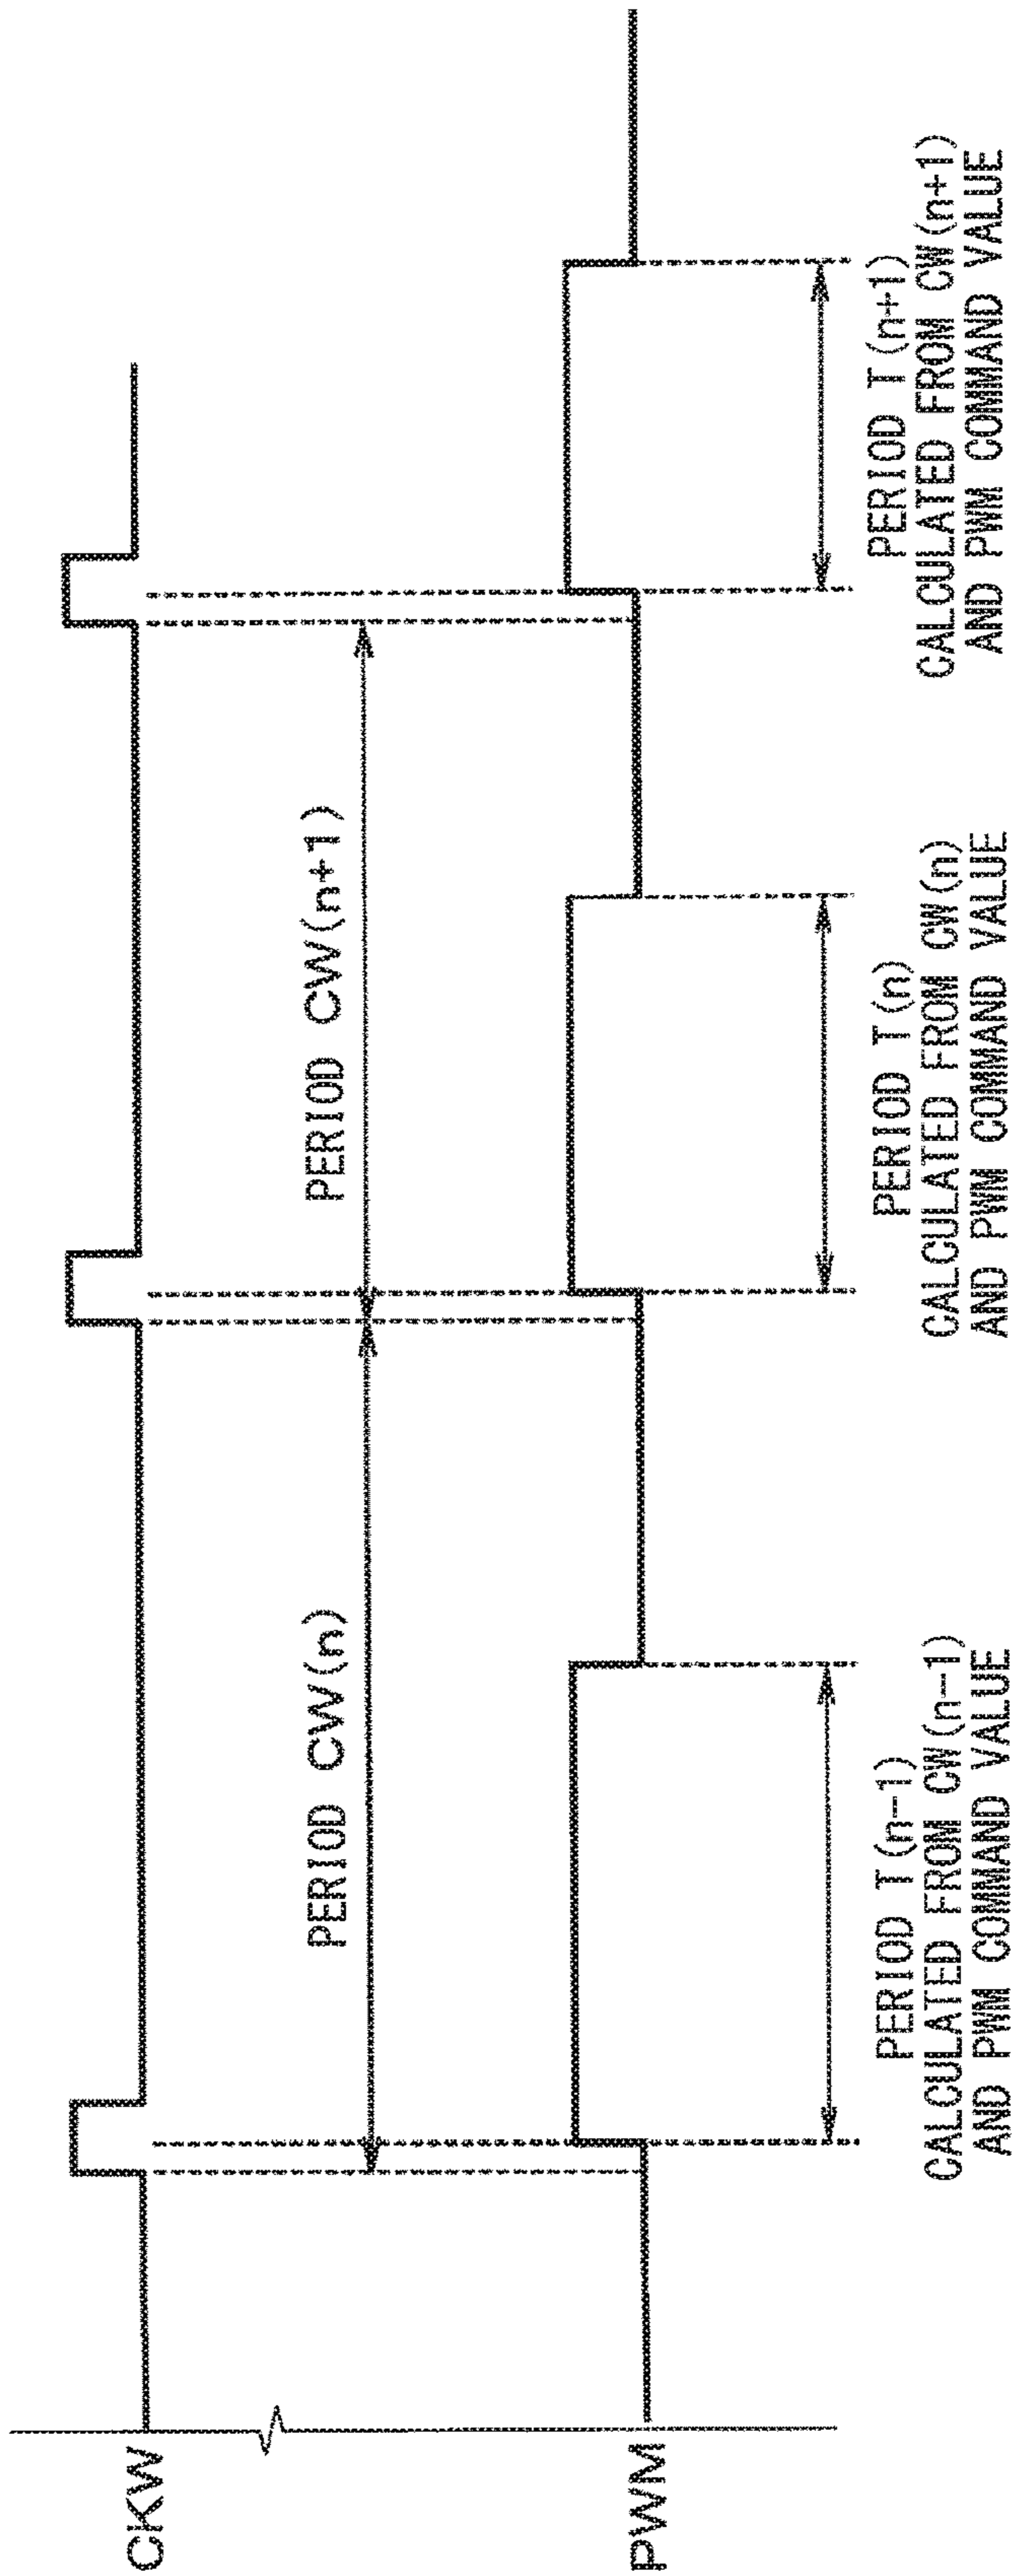 CKW
PERIOD CW(n)
PERIOD CW(n+1)
PWM
PERIOD T(n-1)
CALCULATED FROM CW(n-1)
AND PWM COMMAND VALUE
PERIOD T(n)
CALCULATED FROM CW(n)
AND PWM COMMAND VALUE
PERIOD T(n+1)
CALCULATED FROM CW(n+1)
AND PWM COMMAND VALUE